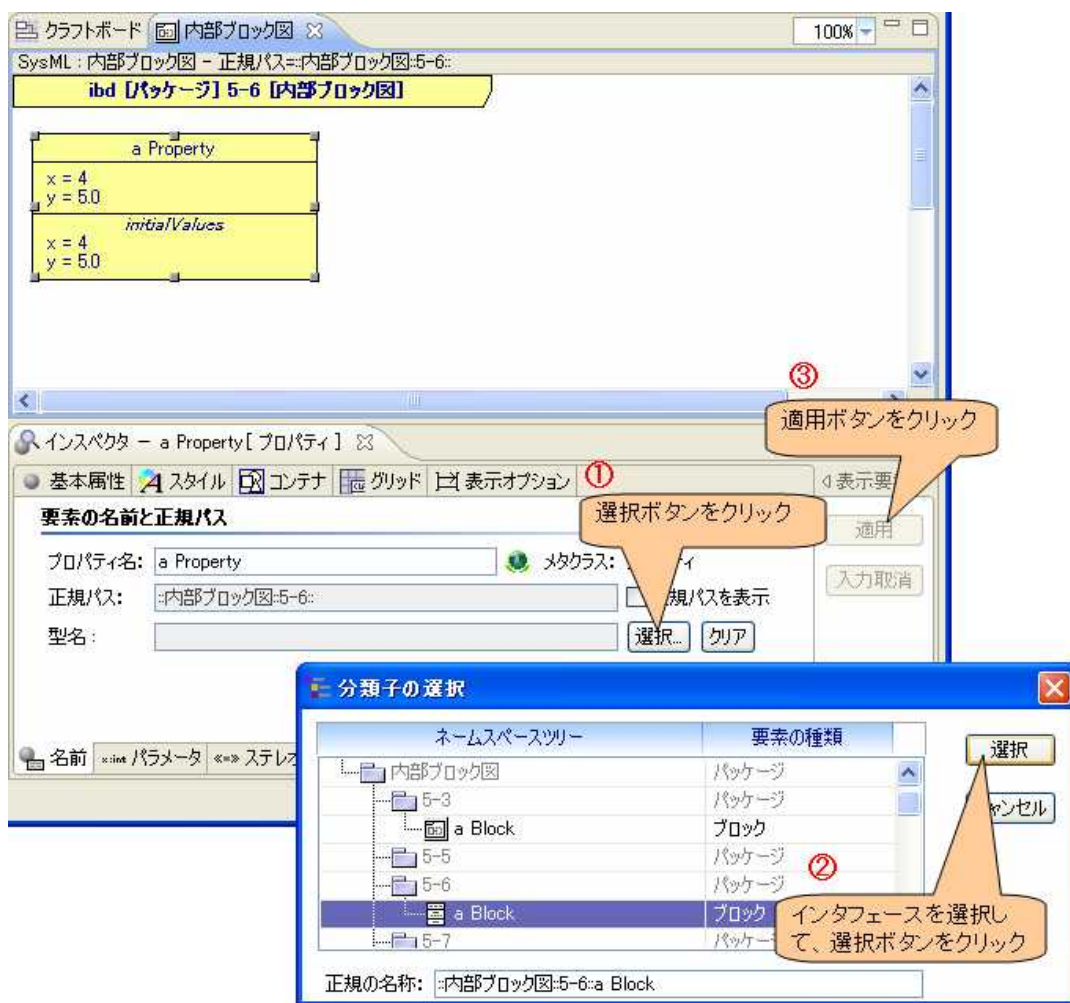 クラフトボード 内部ブロック図
100%
SysML : 内部ブロック図 - 正規パス=::内部ブロック図::5-6::
ibd [パッケージ] 5-6 [内部ブロック図]
a Property
x = 4
y = 5.0
initialValues
x = 4
y = 5.0
③
適用ボタンをクリック
インスペクタ - a Property[ プロパティ ]
基本属性 スタイル コンテナ グリッド 表示オプション
①
選択ボタンをクリック
要素の名前と正規パス
適用
プロパティ名: a Property メタクラス:
入力取消
正規パス: ::内部ブロック図::5-6:: 規パスを表示
型名 : 選択... クリア
分類子の選択
ネームスペースツリー 要素の種類
選択
内部ブロック図 パッケージ
5-3 パッケージ
ャンセル
a Block ブロック
5-5 パッケージ
5-6 パッケージ
②
a Block ブロック
5-7 パッケー
インタフェースを選択し
て、選択ボタンをクリック
名前 x:int パラメータ «=» ステレオ
正規の名称: ::内部ブロック図::5-6::a Block